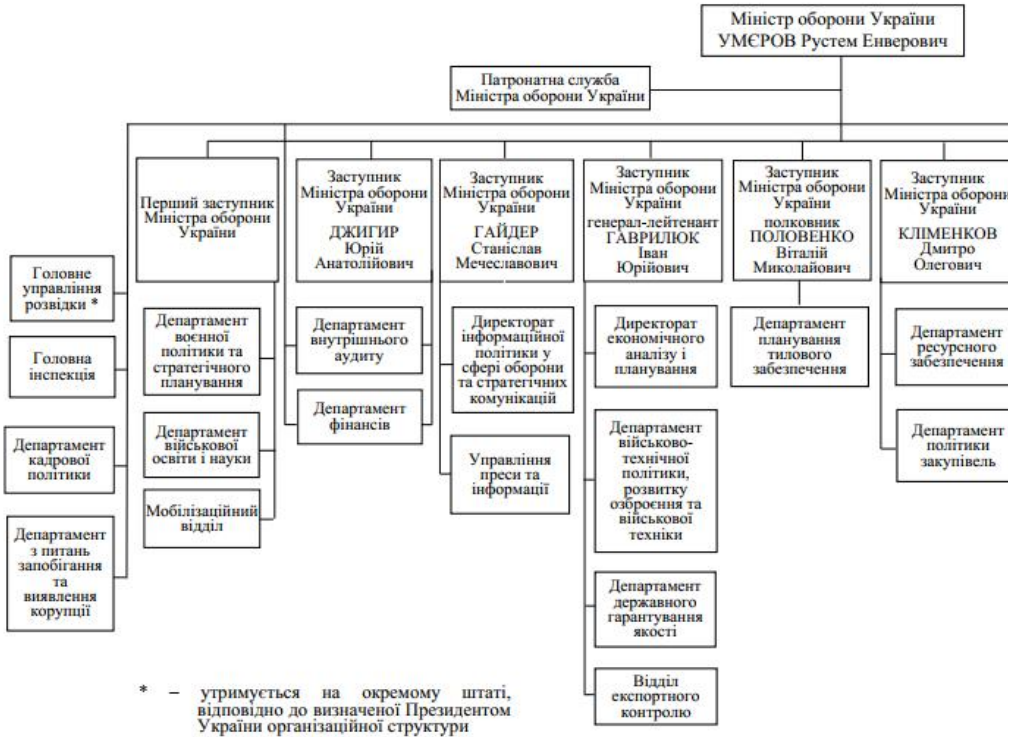 Міністр оборони України
УМЄРОВ Рустем Енверович
Патронатна служба
Міністра оборони України
Перший заступник
Міністра оборони
України
Заступник
Міністра оборони
України
ДЖИГИР
Юрій
Анатолійович
Заступник
Міністра оборони
України
ГАЙДЕР
Станіслав
Мечеславович
Заступник
Міністра оборони
України
генерал-лейтенант
ГАВРИЛЮК
Іван
Юрійович
Заступник
Міністра оборони
України
полковник
ПОЛОВЕНКО
Віталій
Миколайович
Заступник
Міністра оборони
України
КЛІМЕНКОВ
Дмитро
Олегович
Головне
управління
розвідки *
Головна
інспекція
Департамент
кадрової
політики
Департамент
з питань
запобігання
та
виявлення
корупції
Департамент
воєнної
політики та
стратегічного
планування
Департамент
військової
освіти і науки
Мобілізаційний
відділ
Департамент
внутрішнього
аудиту
Департамент
фінансів
Директорат
інформаційної
політики у
сфері оборони
та стратегічних
комунікацій
Управління
преси та
інформації
Директорат
економічного
аналізу і
планування
Департамент
військово-
технічної
політики,
розвитку
озброєння та
військової
техніки
Департамент
державного
гарантування
якості
Відділ
експортного
контролю
Департамент
планування
тилового
забезпечення
Департамент
ресурсного
забезпечення
Департамент
політики
закупівель
* – утримується на окремому штаті,
відповідно до визначеної Президентом
України організаційної структури